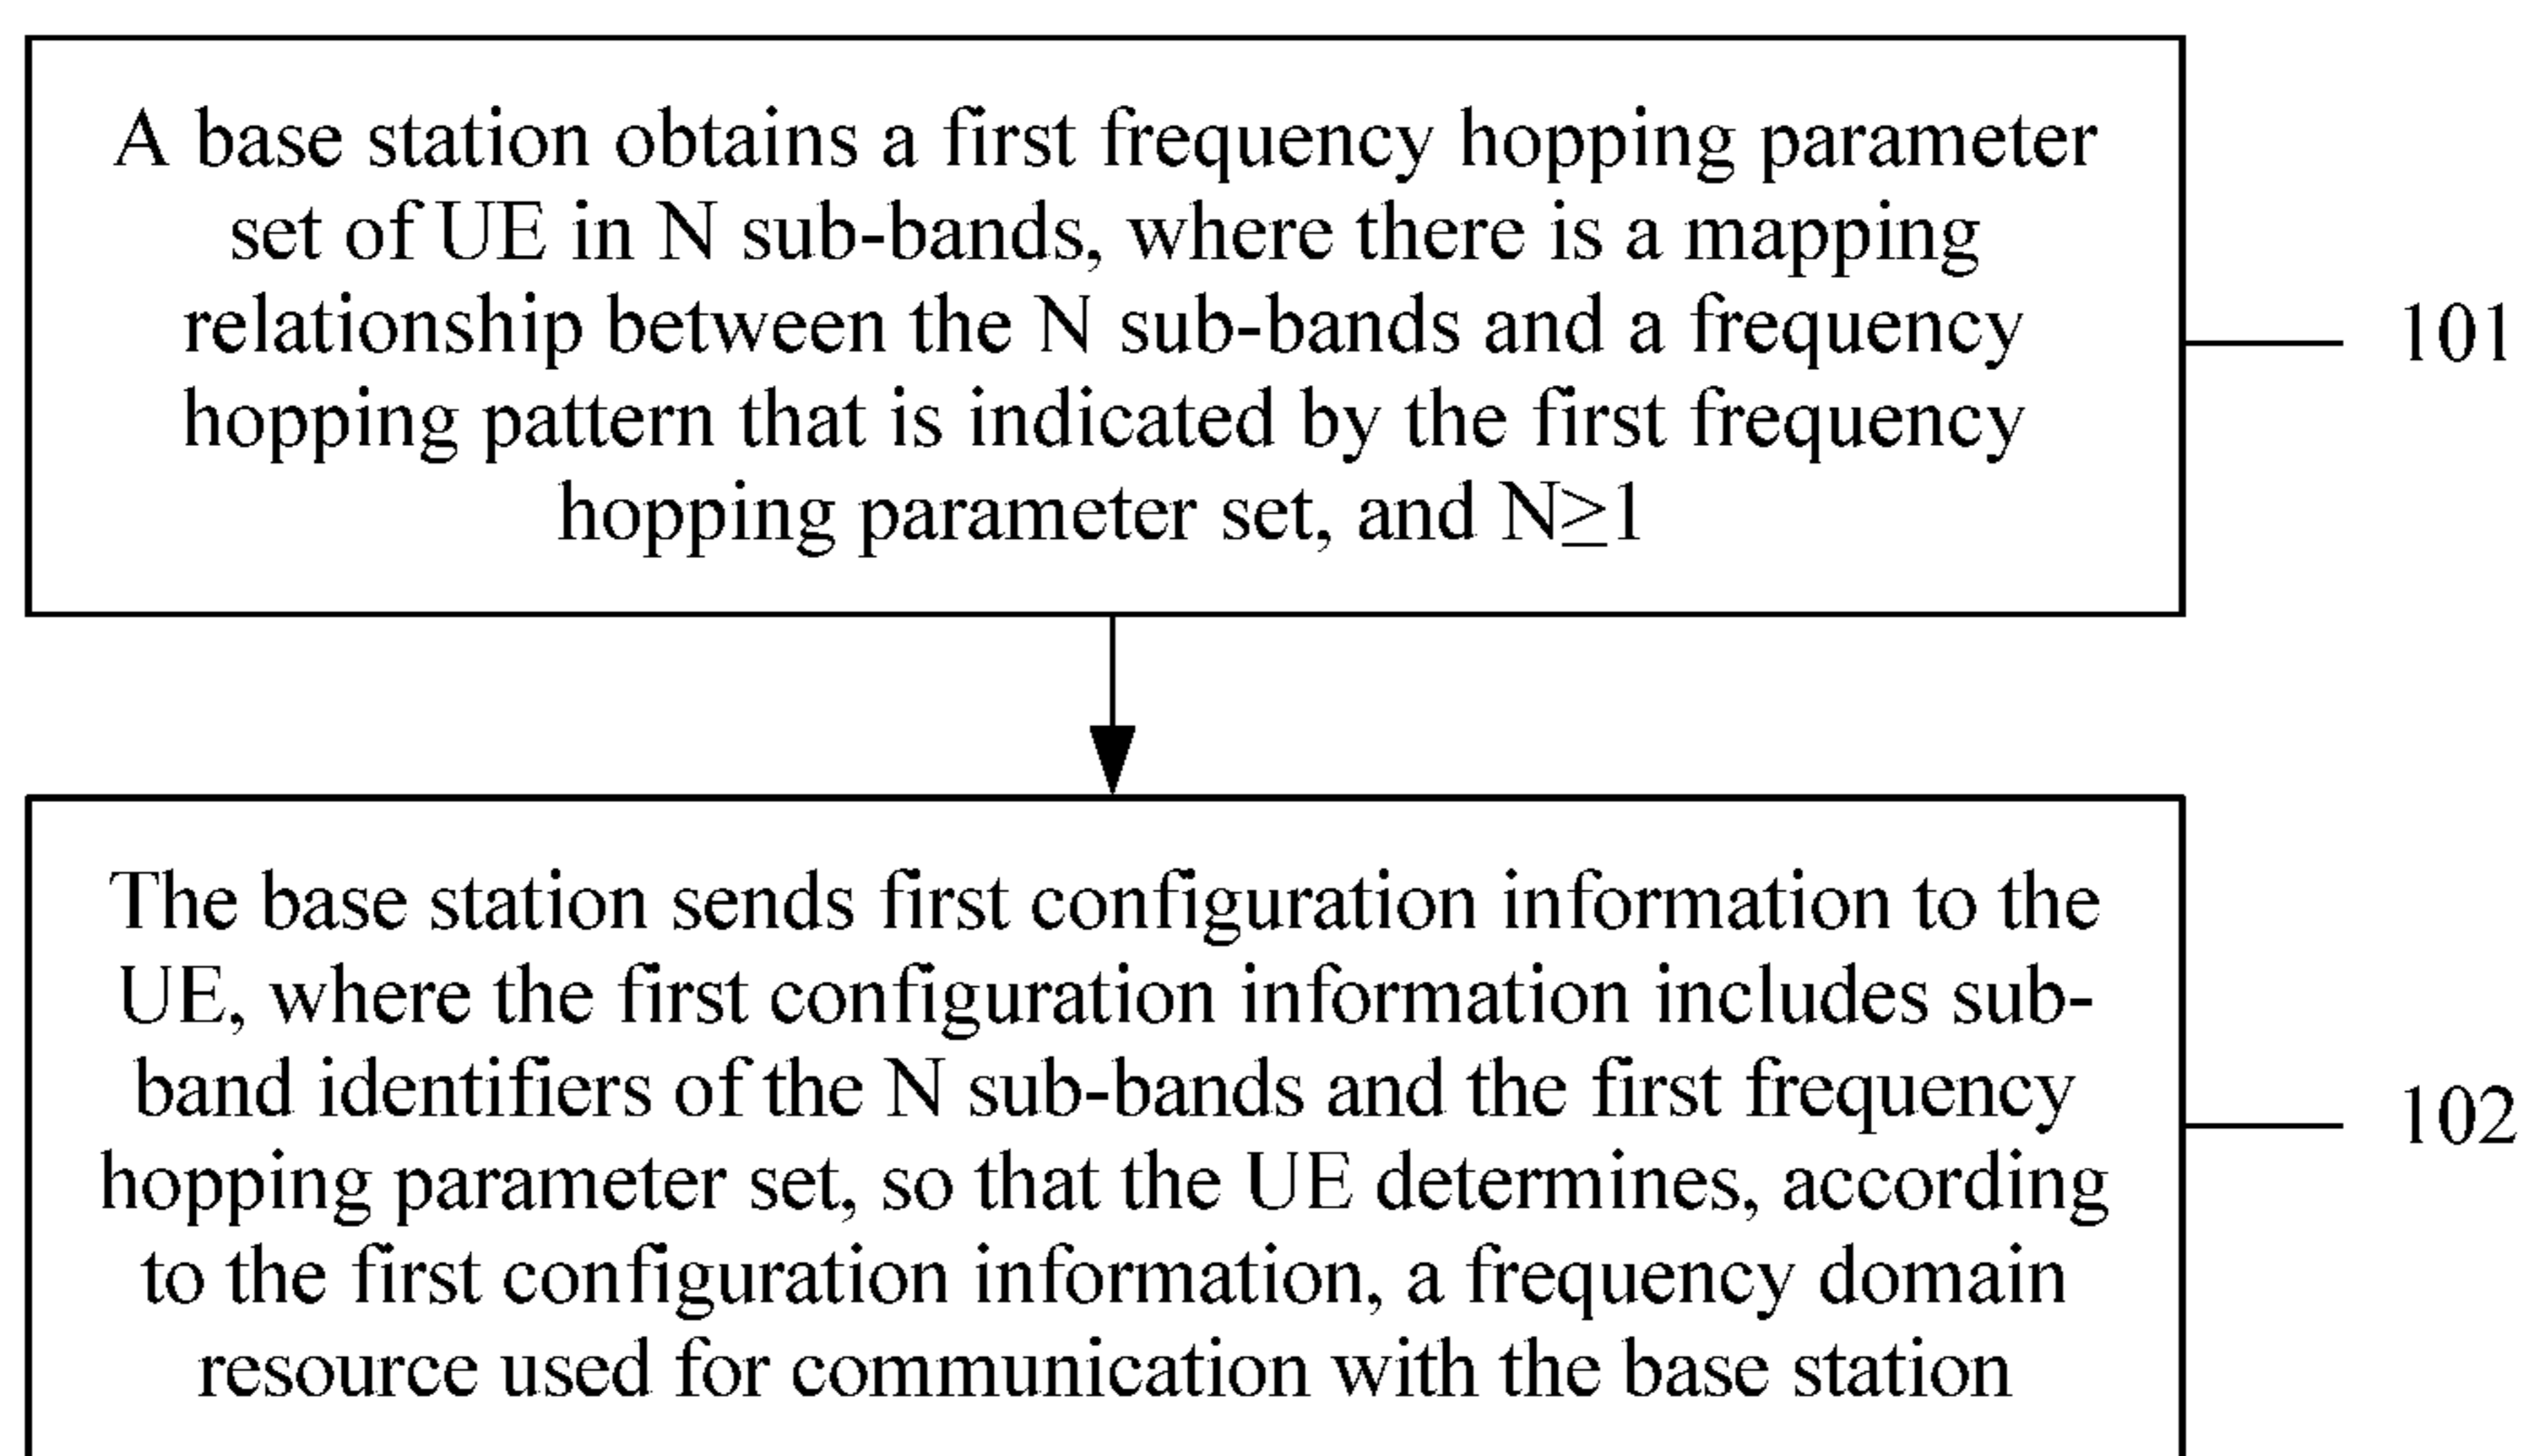 A base station obtains a first frequency hopping parameter
set of UE in N sub-bands, where there is a mapping
relationship between the N sub-bands and a frequency
hopping pattern that is indicated by the first frequency
hopping parameter set, and N≥1
101
The base station sends first configuration information to the
UE, where the first configuration information includes sub-
band identifiers of the N sub-bands and the first frequency
hopping parameter set, so that the UE determines, according
to the first configuration information, a frequency domain
resource used for communication with the base station
102